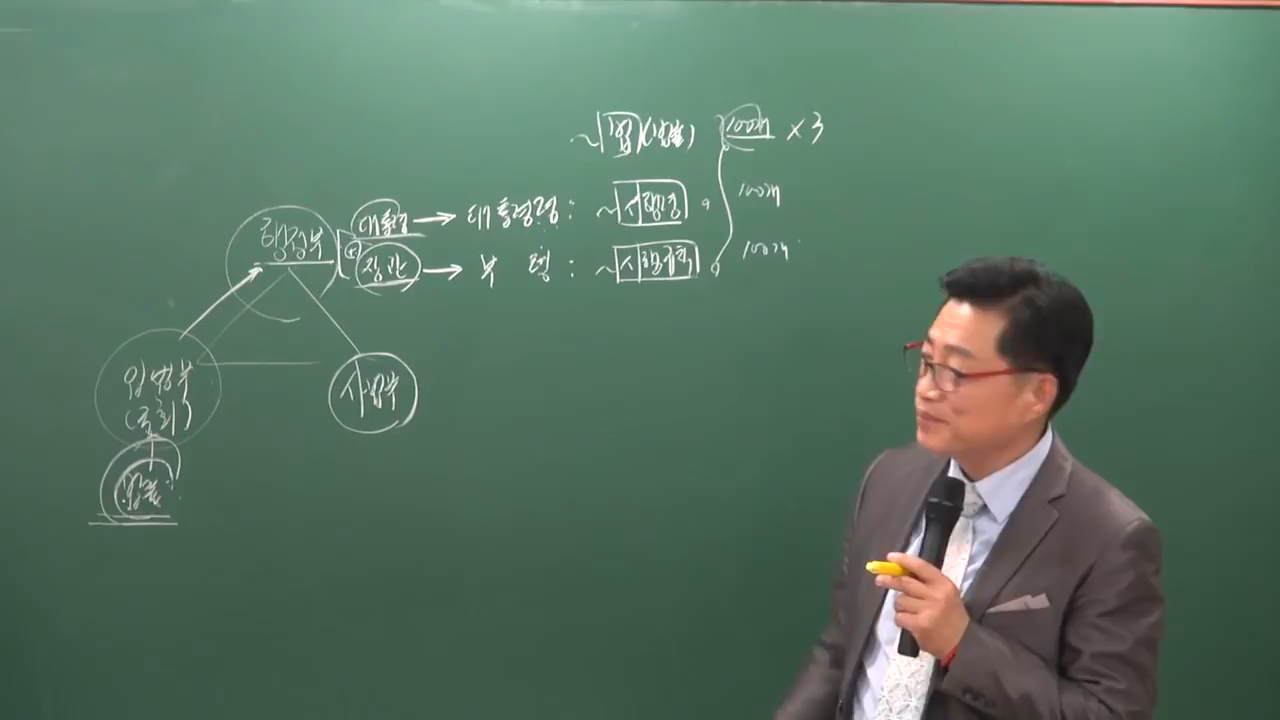 ~법(법률) 100개 ×3
대통령 → 대통령령 : ~시행령 100개
행정부
장관 → 부 령 : ~시행규칙 100개
입법부
(국회)
사법부
법률